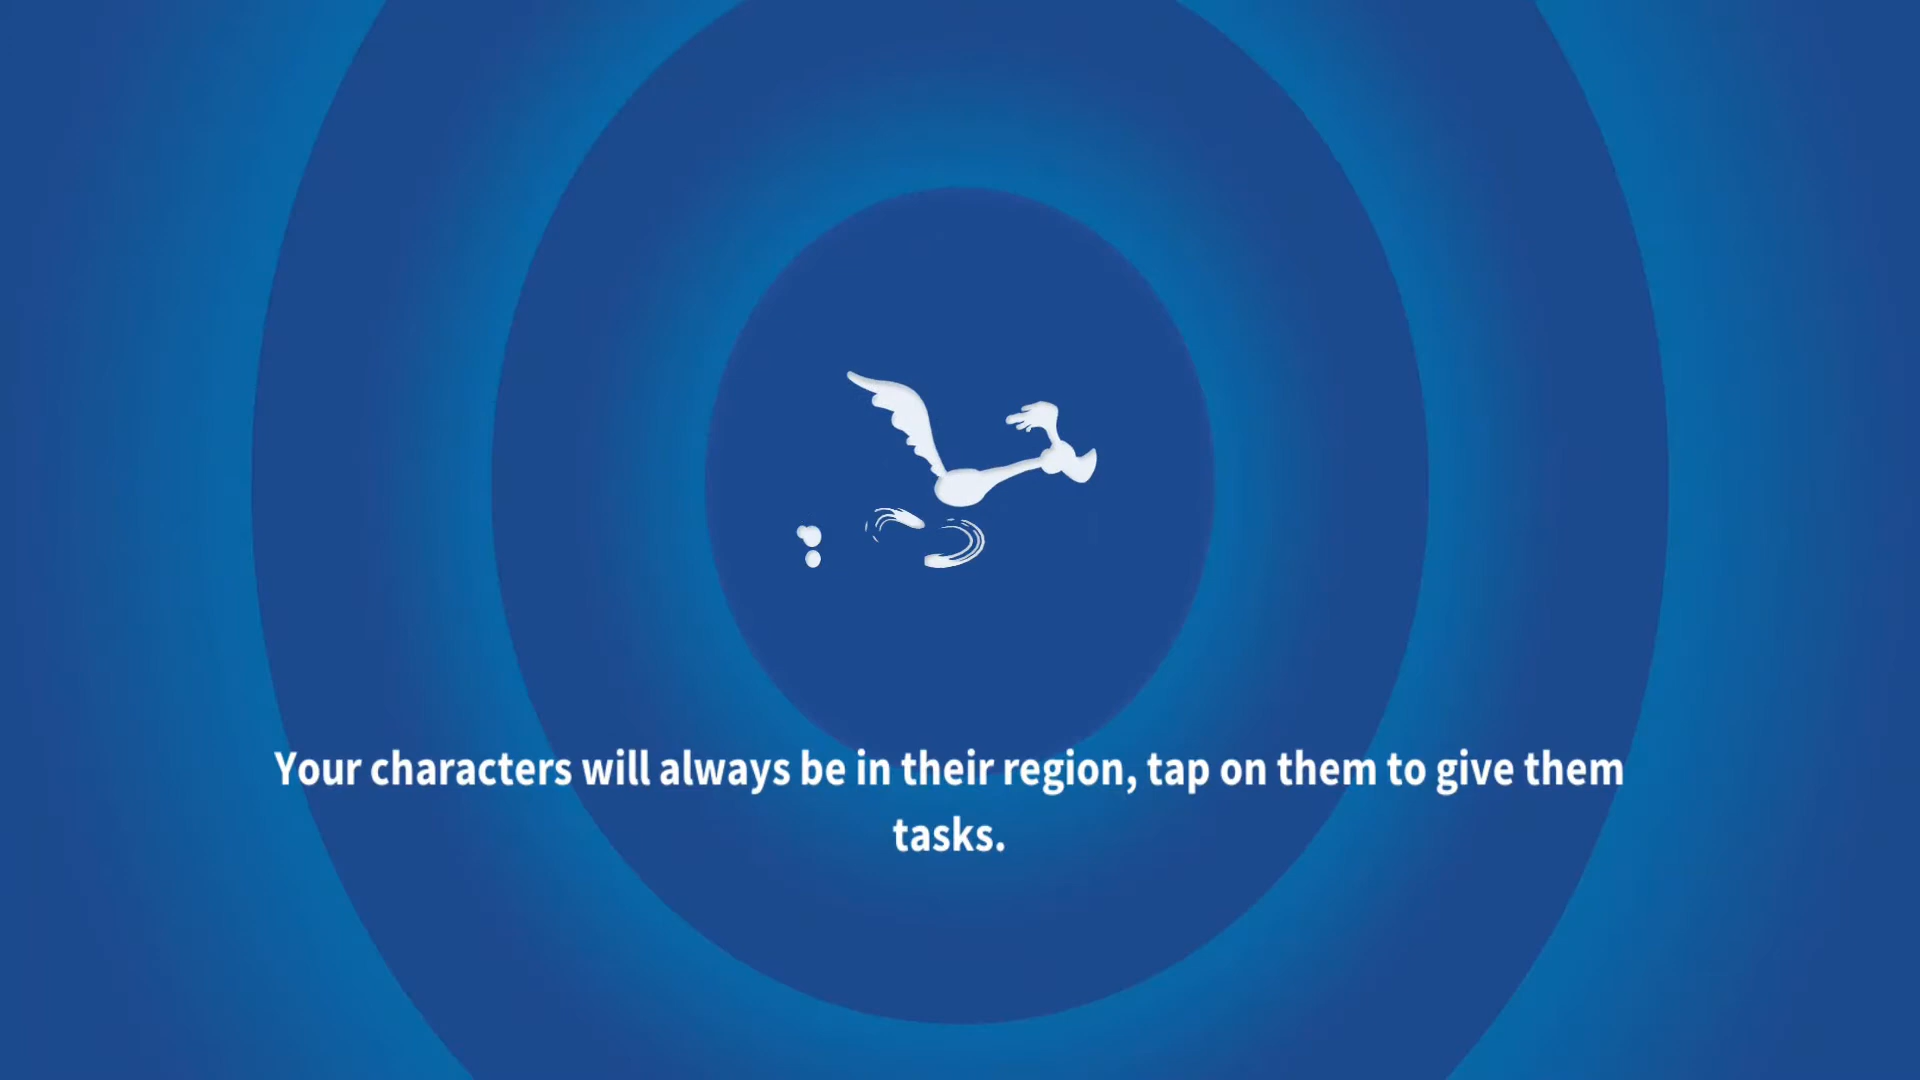 Your characters will always be in their region, tap on them to give them
tasks.